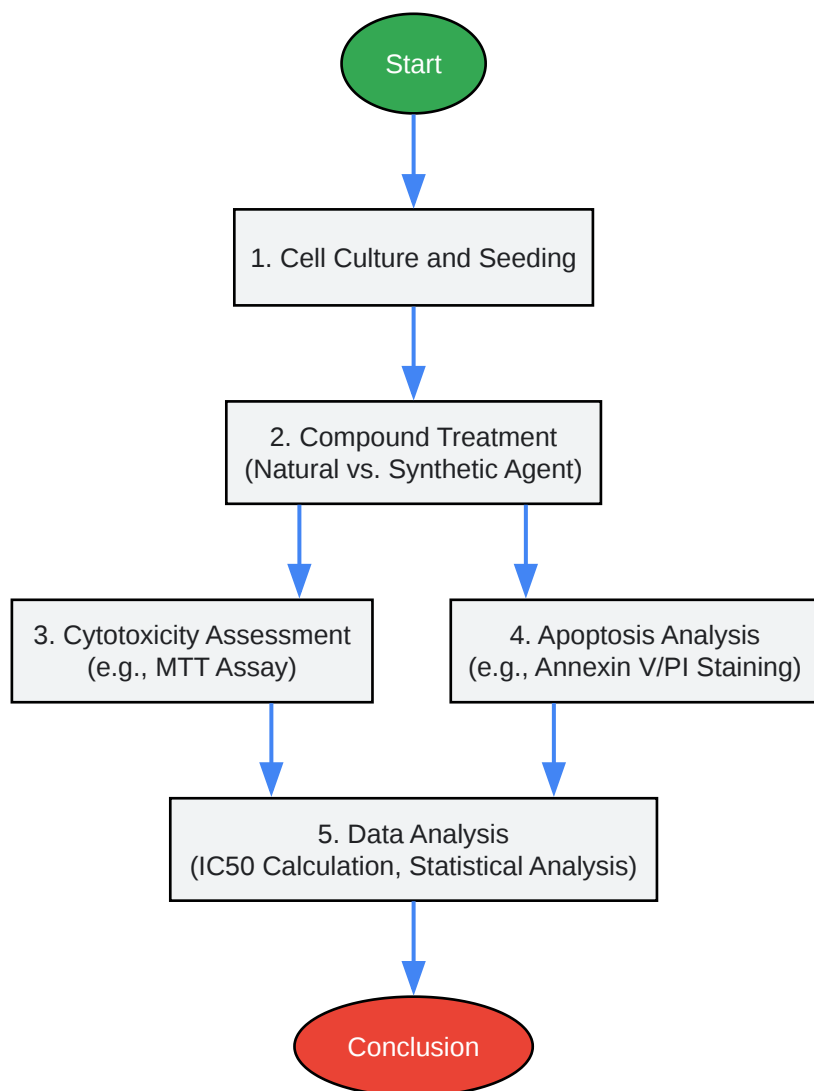 Start
1. Cell Culture and Seeding
2. Compound Treatment
(Natural vs. Synthetic Agent)
3. Cytotoxicity Assessment
(e.g., MTT Assay)
4. Apoptosis Analysis
(e.g., Annexin V/PI Staining)
5. Data Analysis
(IC50 Calculation, Statistical Analysis)
Conclusion